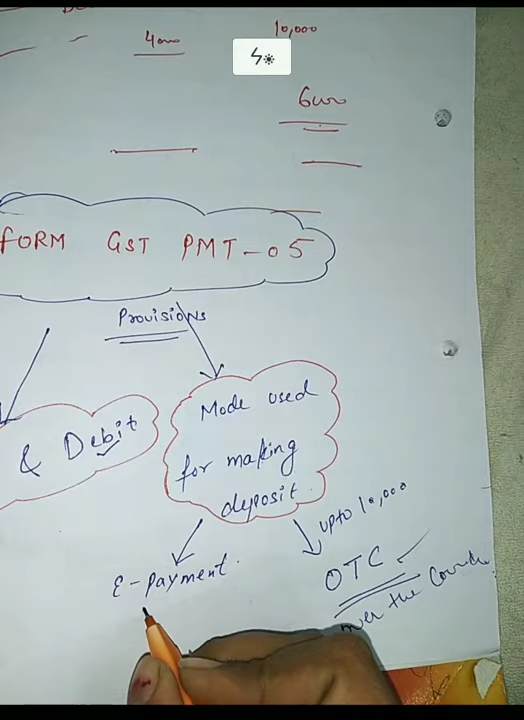 4000
10,000
6000
FORM GST PMT-05
Provisions
& Debit
Mode used
for making
deposit.
upto 10,000
E-payment
OTC
over the Counter